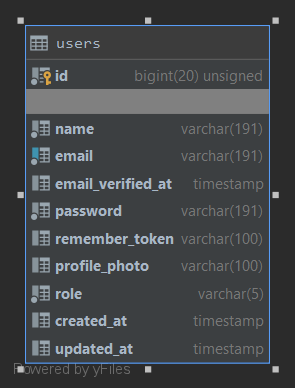 users
id bigint(20) unsigned
name varchar(191)
email varchar(191)
email_verified_at timestamp
password varchar(191)
remember_token varchar(100)
profile_photo varchar(100)
role varchar(5)
created_at timestamp
updated_at timestamp
Powered by yFiles